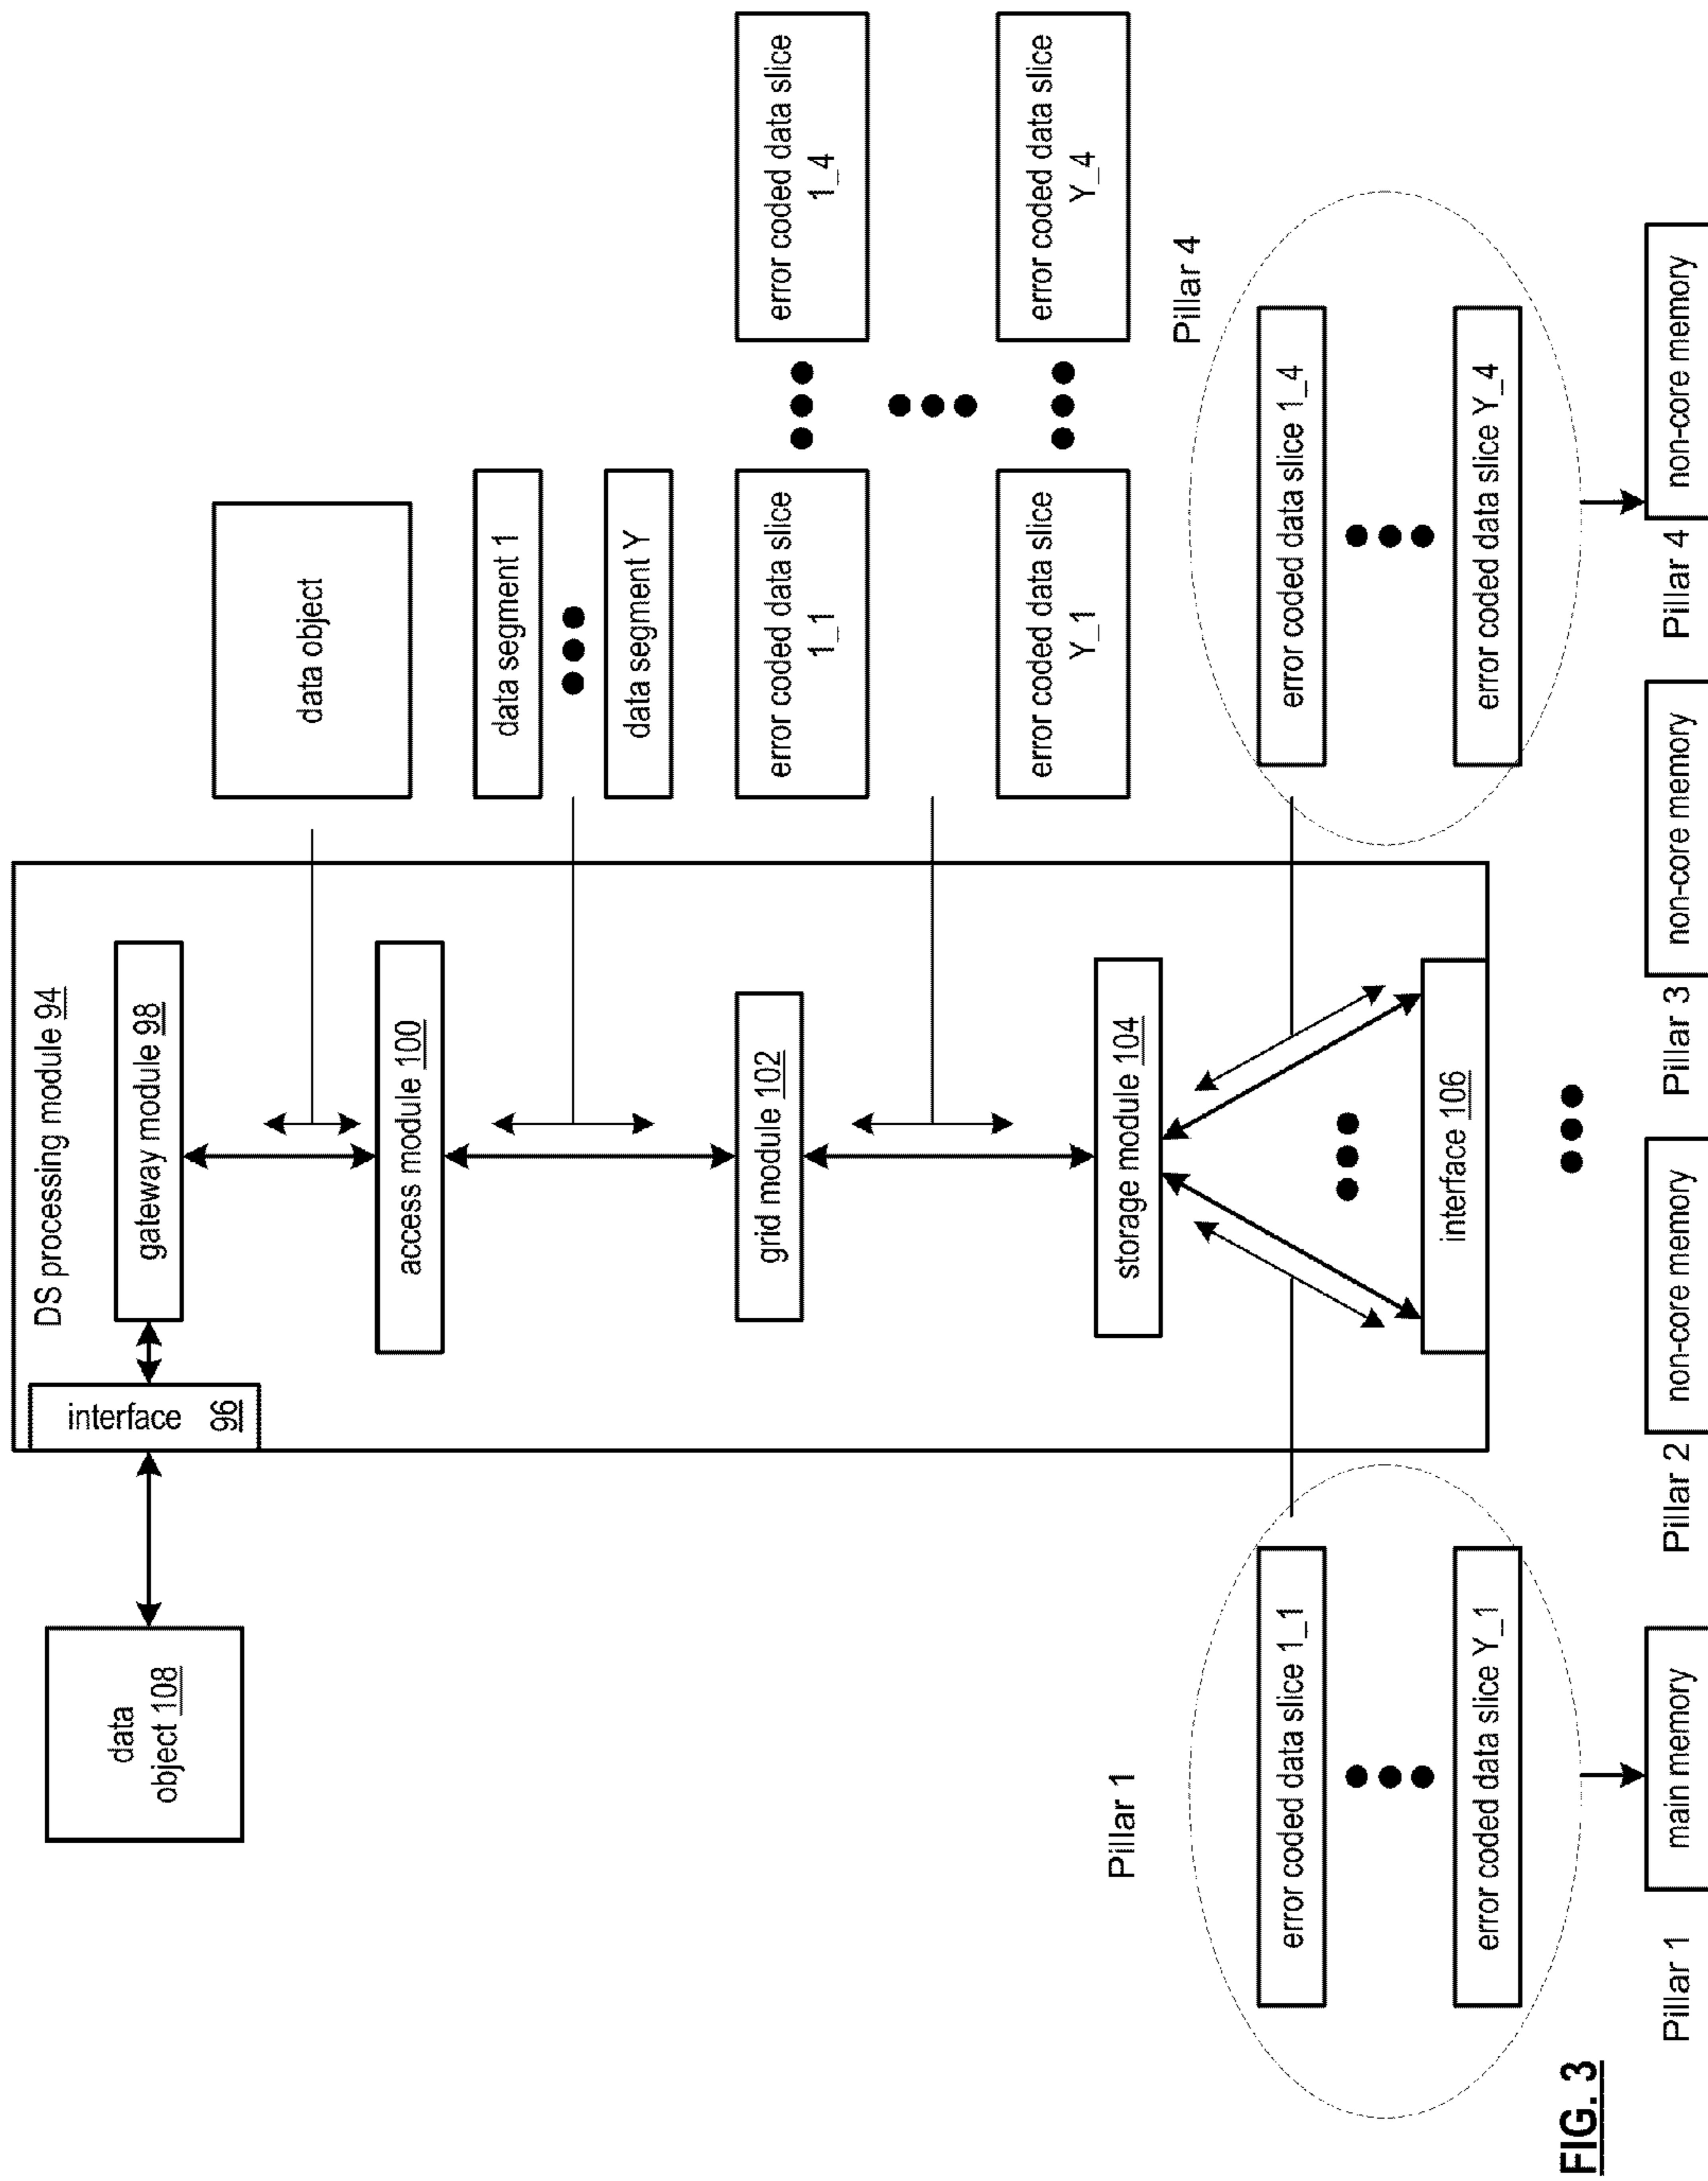 DS processing module 94
data
object 108
interface
96
gateway module 98
data object
access module 100
data segment 1
data segment Y
grid module 102
error coded data slice
1_1
error coded data slice
1_4
error coded data slice
Y_1
error coded data slice
Y_4
storage module 104
interface 106
Pillar 1
error coded data slice 1_1
error coded data slice Y_1
Pillar 4
error coded data slice 1_4
error coded data slice Y_4
Pillar 1
main memory
Pillar 2
non-core memory
Pillar 3
non-core memory
Pillar 4
non-core memory
FIG. 3